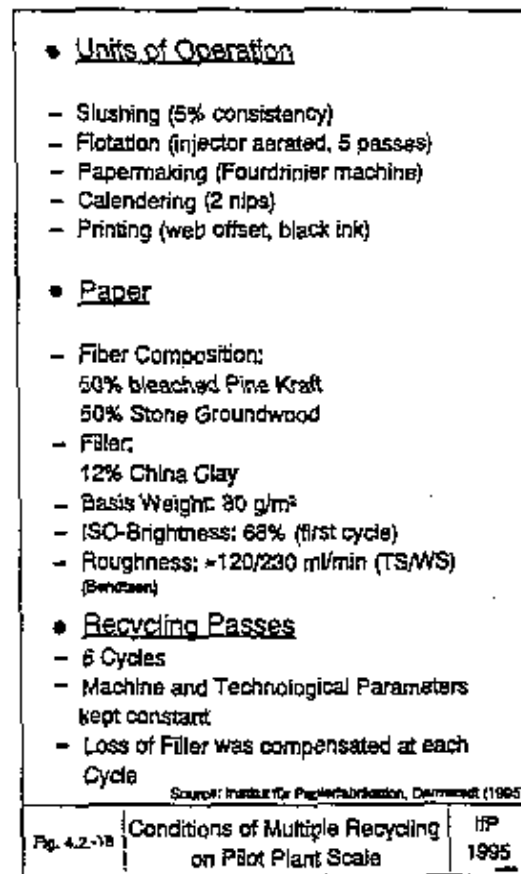 • Units of Operation
– Slushing (5% consistency)
– Flotation (injector aerated, 5 passes)
– Papermaking (Fourdrinier machine)
– Calendering (2 nips)
– Printing (web offset, black ink)
• Paper
– Fiber Composition:
50% bleached Pine Kraft
50% Stone Groundwood
– Filler:
12% China Clay
– Basis Weight: 80 g/m²
– ISO-Brightness: 68% (first cycle)
– Roughness: ≈120/230 ml/min (TS/WS)
(Bendtsen)
• Recycling Passes
– 6 Cycles
– Machine and Technological Parameters
kept constant
– Loss of Filler was compensated at each
Cycle
Source: Institut für Papierfabrikation, Darmstadt (1995)
Fig. 4.2.-18
Conditions of Multiple Recycling
on Pilot Plant Scale
IfP
1995